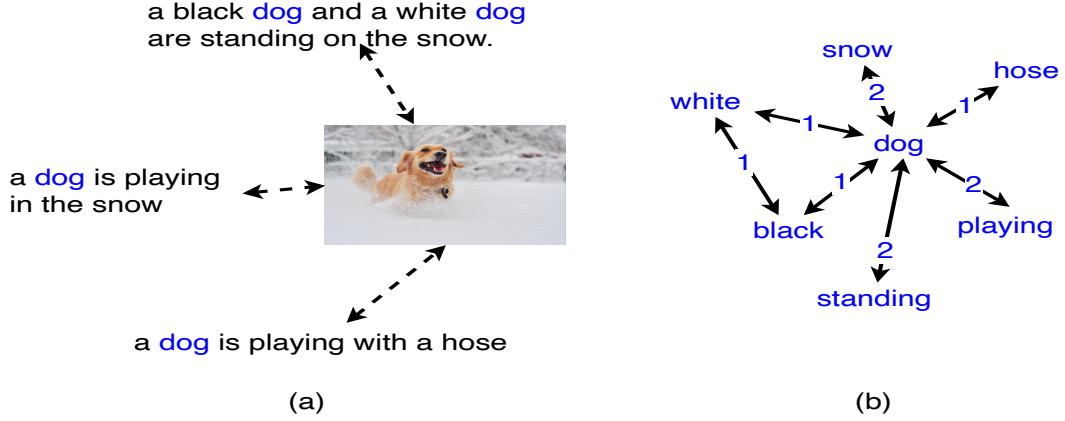 a black dog and a white dog
are standing on the snow.
a dog is playing
in the snow
a dog is playing with a hose
(a)
snow
hose
white
2
1
1
dog
1
1
2
black
playing
2
standing
(b)